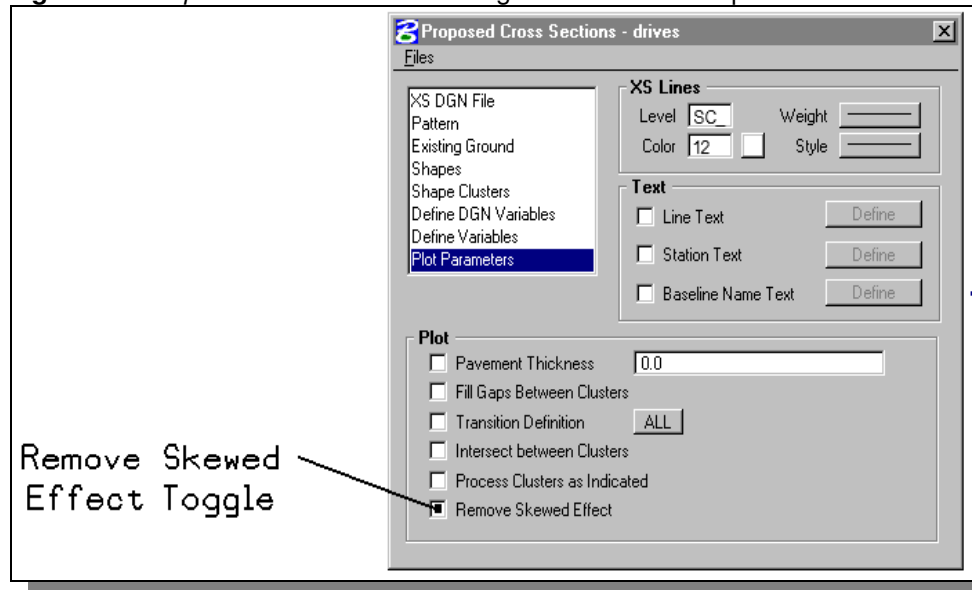 Proposed Cross Sections - drives
Files
XS DGN File
Pattern
Existing Ground
Shapes
Shape Clusters
Define DGN Variables
Define Variables
Plot Parameters
XS Lines
Level SC_ Weight
Color 12 Style
Text
Line Text Define
Station Text Define
Baseline Name Text Define
Plot
Pavement Thickness 0.0
Fill Gaps Between Clusters
Transition Definition ALL
Intersect between Clusters
Process Clusters as Indicated
Remove Skewed Effect
Remove Skewed
Effect Toggle